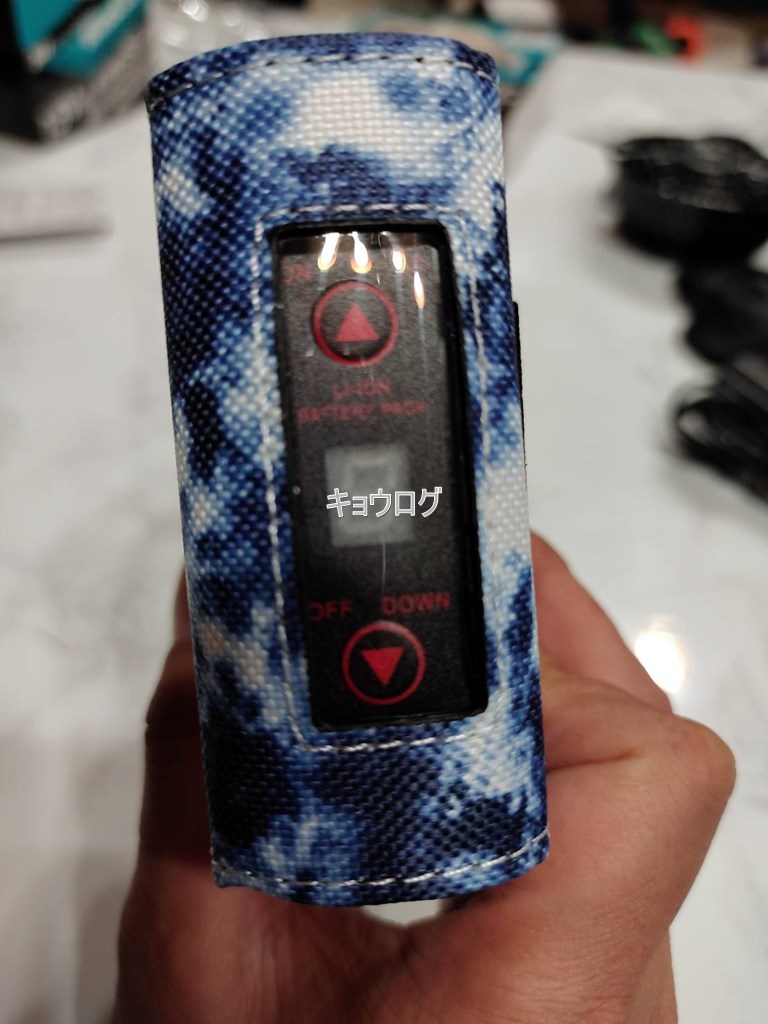 LI-ION
BATTERY PACK
キョウログ
OFF DOWN